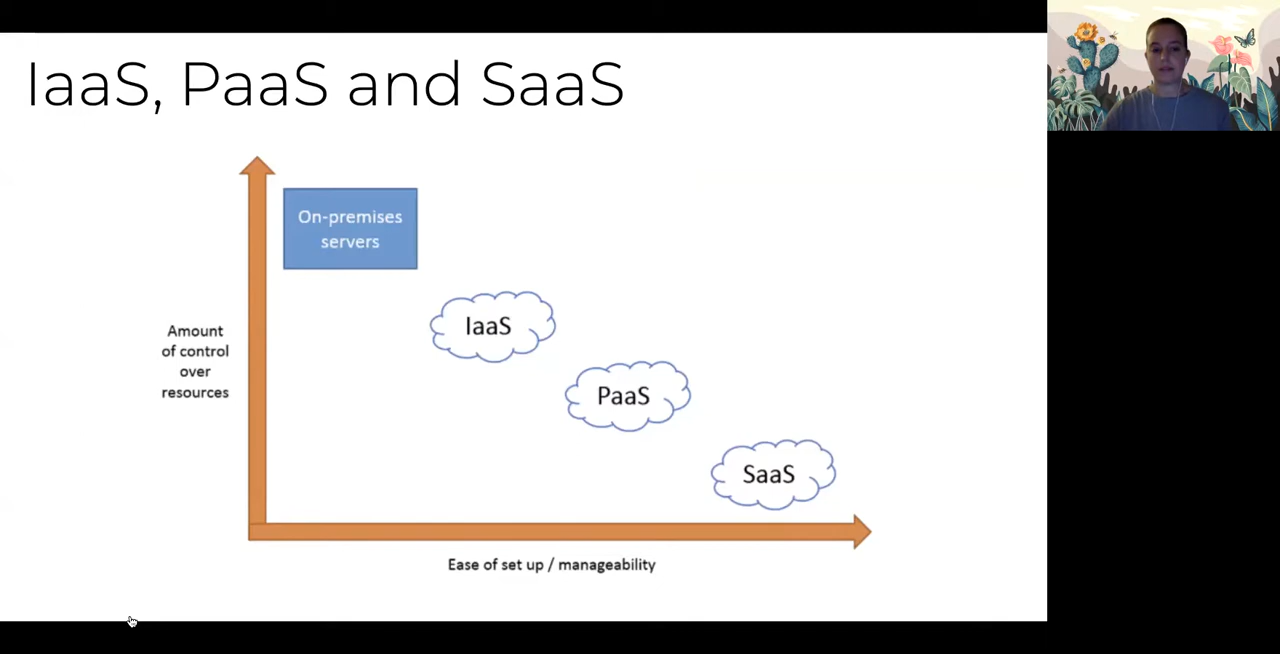 IaaS, PaaS and SaaS
On-premises
servers
IaaS
Amount
of control
over
resources
PaaS
SaaS
Ease of set up / manageability